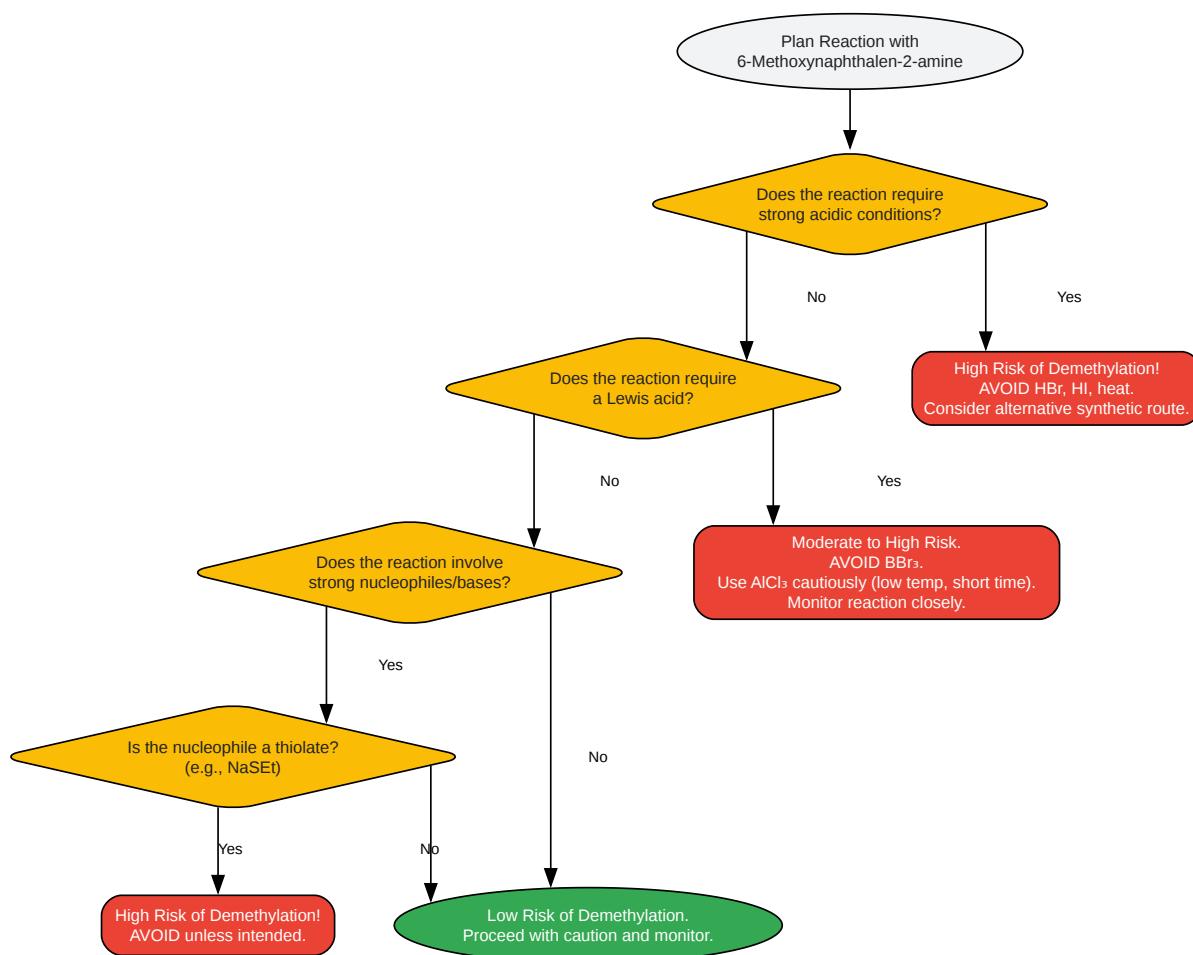 Plan Reaction with
6-Methoxynaphthalen-2-amine
Does the reaction require
strong acidic conditions?
No
Yes
High Risk of Demethylation!
AVOID HBr, HI, heat.
Consider alternative synthetic route.
Does the reaction require
a Lewis acid?
No
Yes
Moderate to High Risk.
AVOID BBr₃.
Use AlCl₃ cautiously (low temp, short time).
Monitor reaction closely.
Does the reaction involve
strong nucleophiles/bases?
Yes
No
Is the nucleophile a thiolate?
(e.g., NaSEt)
Yes
No
High Risk of Demethylation!
AVOID unless intended.
Low Risk of Demethylation.
Proceed with caution and monitor.